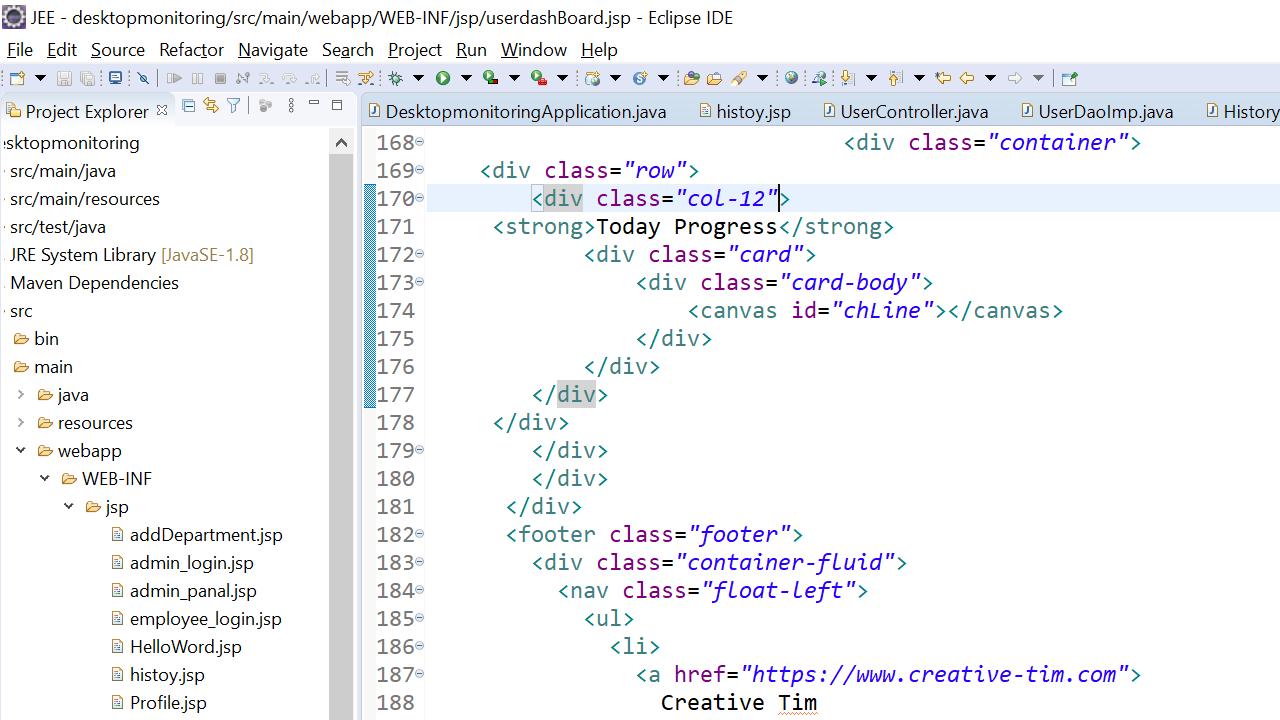 JEE - desktopmonitoring/src/main/webapp/WEB-INF/jsp/userdashBoard.jsp - Eclipse IDE
File Edit Source Refactor Navigate Search Project Run Window Help
Project Explorer
DesktopmonitoringApplication.java histoy.jsp UserController.java UserDaoImp.java History
esktopmonitoring
src/main/java
src/main/resources
src/test/java
JRE System Library [JavaSE-1.8]
Maven Dependencies
src
bin
main
java
resources
webapp
WEB-INF
jsp
addDepartment.jsp
admin_login.jsp
admin_panal.jsp
employee_login.jsp
HelloWord.jsp
histoy.jsp
Profile.jsp
168 <div class="container">
169 <div class="row">
170 <div class="col-12">
171 <strong>Today Progress</strong>
172 <div class="card">
173 <div class="card-body">
174 <canvas id="chLine"></canvas>
175 </div>
176 </div>
177 </div>
178 </div>
179 </div>
180 </div>
181 </div>
182 <footer class="footer">
183 <div class="container-fluid">
184 <nav class="float-left">
185 <ul>
186 <li>
187 <a href="https://www.creative-tim.com">
188 Creative Tim